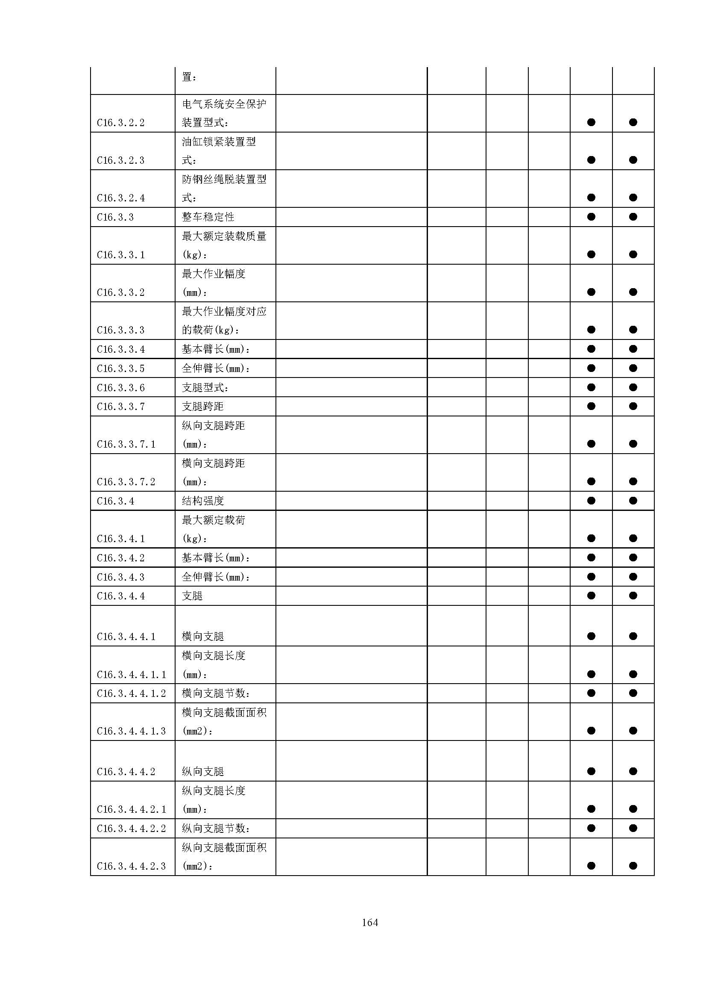 置：
电气系统安全保护
C16.3.2.2 装置型式： ● ●
油缸锁紧装置型
C16.3.2.3 式： ● ●
防钢丝绳脱装置型
C16.3.2.4 式： ● ●
C16.3.3 整车稳定性 ● ●
最大额定装载质量
C16.3.3.1 (kg)： ● ●
最大作业幅度
C16.3.3.2 (mm)： ● ●
最大作业幅度对应
C16.3.3.3 的载荷(kg)： ● ●
C16.3.3.4 基本臂长(mm)： ● ●
C16.3.3.5 全伸臂长(mm)： ● ●
C16.3.3.6 支腿型式： ● ●
C16.3.3.7 支腿跨距 ● ●
纵向支腿跨距
C16.3.3.7.1 (mm)： ● ●
横向支腿跨距
C16.3.3.7.2 (mm)： ● ●
C16.3.4 结构强度 ● ●
最大额定载荷
C16.3.4.1 (kg)： ● ●
C16.3.4.2 基本臂长(mm)： ● ●
C16.3.4.3 全伸臂长(mm)： ● ●
C16.3.4.4 支腿 ● ●
C16.3.4.4.1 横向支腿 ● ●
横向支腿长度
C16.3.4.4.1.1 (mm)： ● ●
C16.3.4.4.1.2 横向支腿节数： ● ●
横向支腿截面面积
C16.3.4.4.1.3 (mm2)： ● ●
C16.3.4.4.2 纵向支腿 ● ●
纵向支腿长度
C16.3.4.4.2.1 (mm)： ● ●
C16.3.4.4.2.2 纵向支腿节数： ● ●
纵向支腿截面面积
C16.3.4.4.2.3 (mm2)： ● ●
164